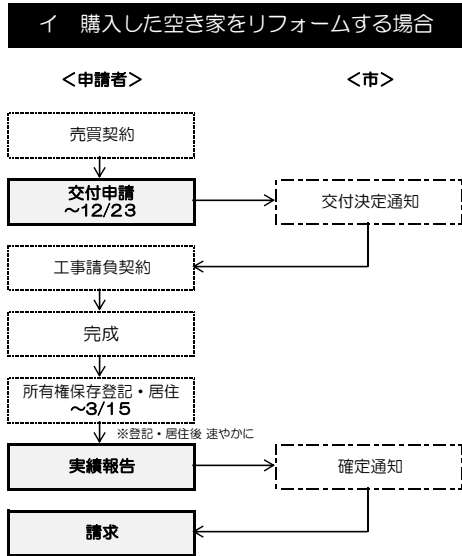 イ　購入した空き家をリフォームする場合
＜申請者＞
＜市＞
売買契約
交付申請
～12/23
交付決定通知
工事請負契約
完成
所有権保存登記・居住
～3/15
※登記・居住後 速やかに
実績報告
確定通知
請求